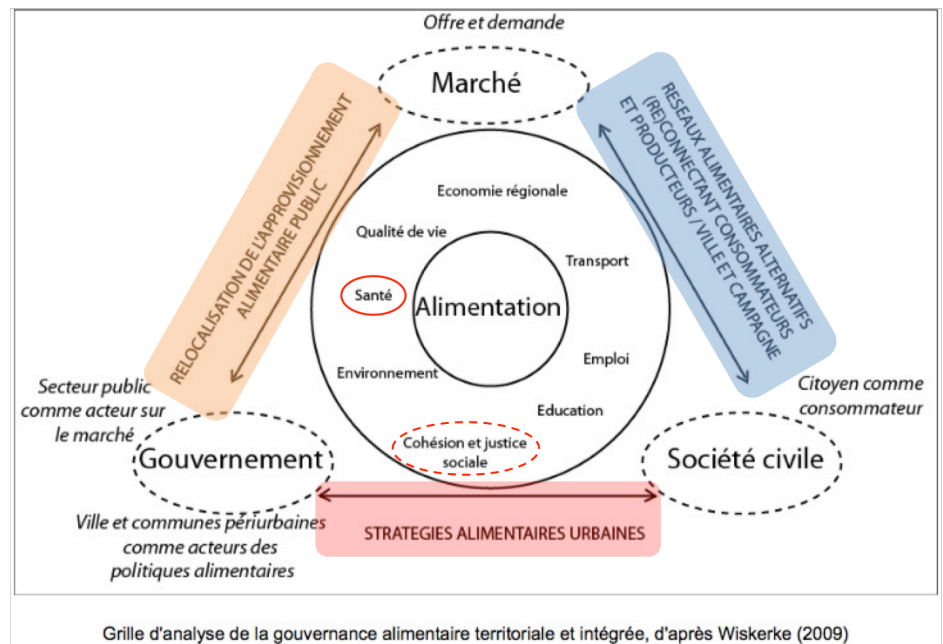 Offre et demande
Marché
RELOCALISATION DE L'APPROVISIONNEMENT
ALIMENTAIRE PUBLIC
RESEAUX ALIMENTAIRES ALTERNATIFS
(RE)CONNECTANT CONSOMMATEURS
ET PRODUCTEURS / VILLE ET CAMPAGNE
Economie régionale
Qualité de vie
Transport
Santé
Alimentation
Emploi
Environnement
Education
Cohésion et justice
sociale
Secteur public
comme acteur sur
le marché
Citoyen comme
consommateur
Gouvernement
Société civile
Ville et communes périurbaines
comme acteurs des
politiques alimentaires
STRATEGIES ALIMENTAIRES URBAINES
Grille d'analyse de la gouvernance alimentaire territoriale et intégrée, d'après Wiskerke (2009)